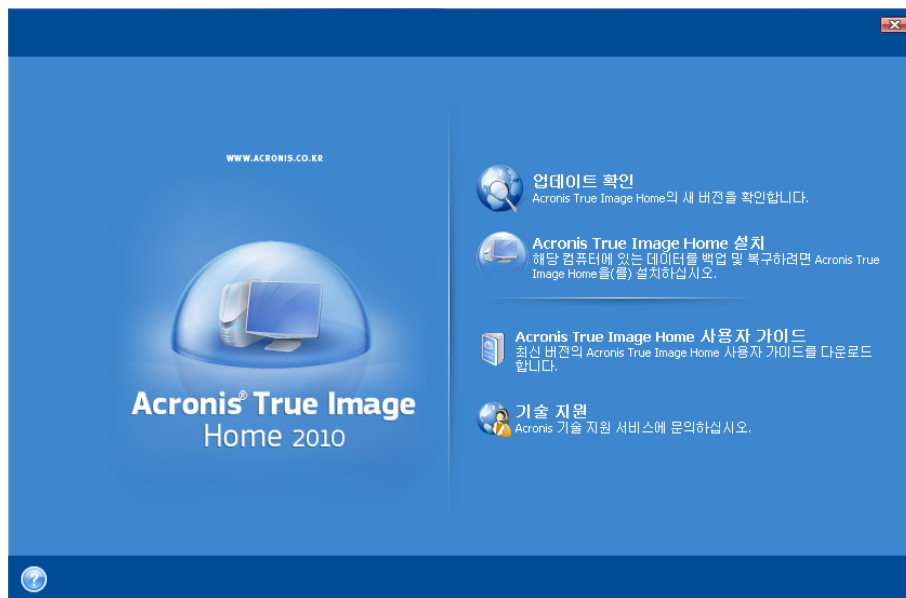 WWW.ACRONIS.CO.KR
Acronis® True Image
Home 2010
업데이트 확인
Acronis True Image Home의 새 버전을 확인합니다.
Acronis True Image Home 설치
해당 컴퓨터에 있는 데이터를 백업 및 복구하려면 Acronis True
Image Home을(를) 설치하십시오.
Acronis True Image Home 사용자 가이드
최신 버전의 Acronis True Image Home 사용자 가이드를 다운로드
합니다.
기술 지원
Acronis 기술 지원 서비스에 문의하십시오.
?